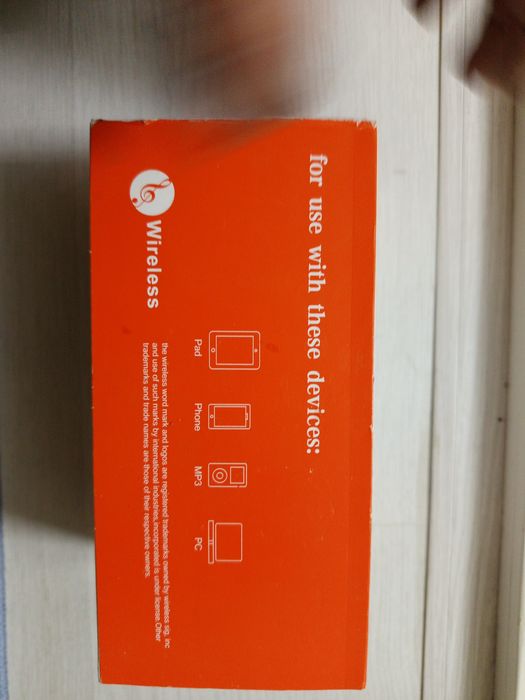 for use with these devices:
Pad Phone MP3 PC
Wireless
the wireless word mark and logos are registered trademarks owned by wireless sig, inc
and use of such marks by international industries,incorporated is under license.Other
trademarks and trade names are those of their respective owners.